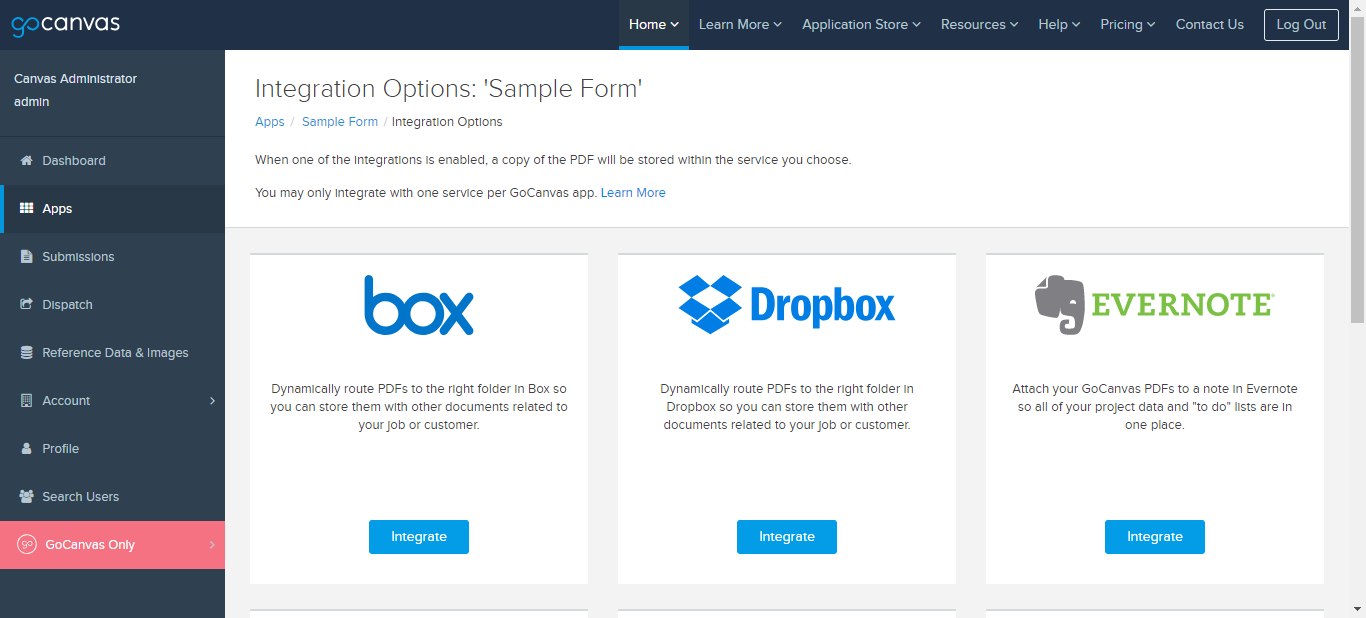 gocanvas
Home
Learn More
Application Store
Resources
Help
Pricing
Contact Us
Log Out
Canvas Administrator
admin
Dashboard
Apps
Submissions
Dispatch
Reference Data & Images
Account
Profile
Search Users
go
GoCanvas Only
Integration Options: 'Sample Form'
Apps / Sample Form / Integration Options
When one of the integrations is enabled, a copy of the PDF will be stored within the service you choose.
You may only integrate with one service per GoCanvas app. Learn More
box
Dynamically route PDFs to the right folder in Box so
you can store them with other documents related to
your job or customer.
Integrate
Dropbox
Dynamically route PDFs to the right folder in
Dropbox so you can store them with other
documents related to your job or customer.
Integrate
EVERNOTE
Attach your GoCanvas PDFs to a note in Evernote
so all of your project data and "to do" lists are in
one place.
Integrate